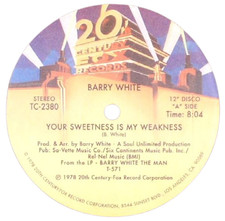 20th
CENTURY
FOX
RECORDS
BARRY WHITE
STEREO
TC-2380
12" DISCO
"A" SIDE
Time: 8:04
YOUR SWEETNESS IS MY WEAKNESS
(B. White)
Prod. & Arr. by Barry White - A Soul Unlimited Production
Pub: Sa-Vette Music Co./Six Continents Music Pub. Inc./
Rel Nel Music (BMI)
From the LP - BARRY WHITE THE MAN
T-571
℗ 1978 20th Century-Fox Record Corporation